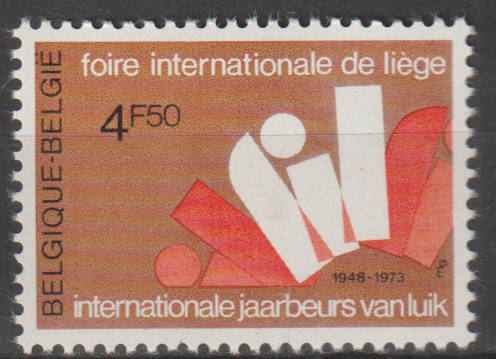 foire internationale de liège
4F50
BELGIQUE-BELGIË
1948-1973
internationale jaarbeurs van luik